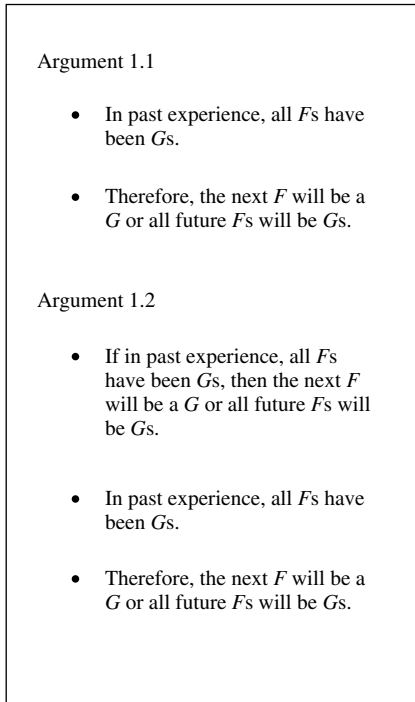 Argument 1.1
• In past experience, all Fs have
been Gs.
• Therefore, the next F will be a
G or all future Fs will be Gs.
Argument 1.2
• If in past experience, all Fs
have been Gs, then the next F
will be a G or all future Fs will
be Gs.
• In past experience, all Fs have
been Gs.
• Therefore, the next F will be a
G or all future Fs will be Gs.